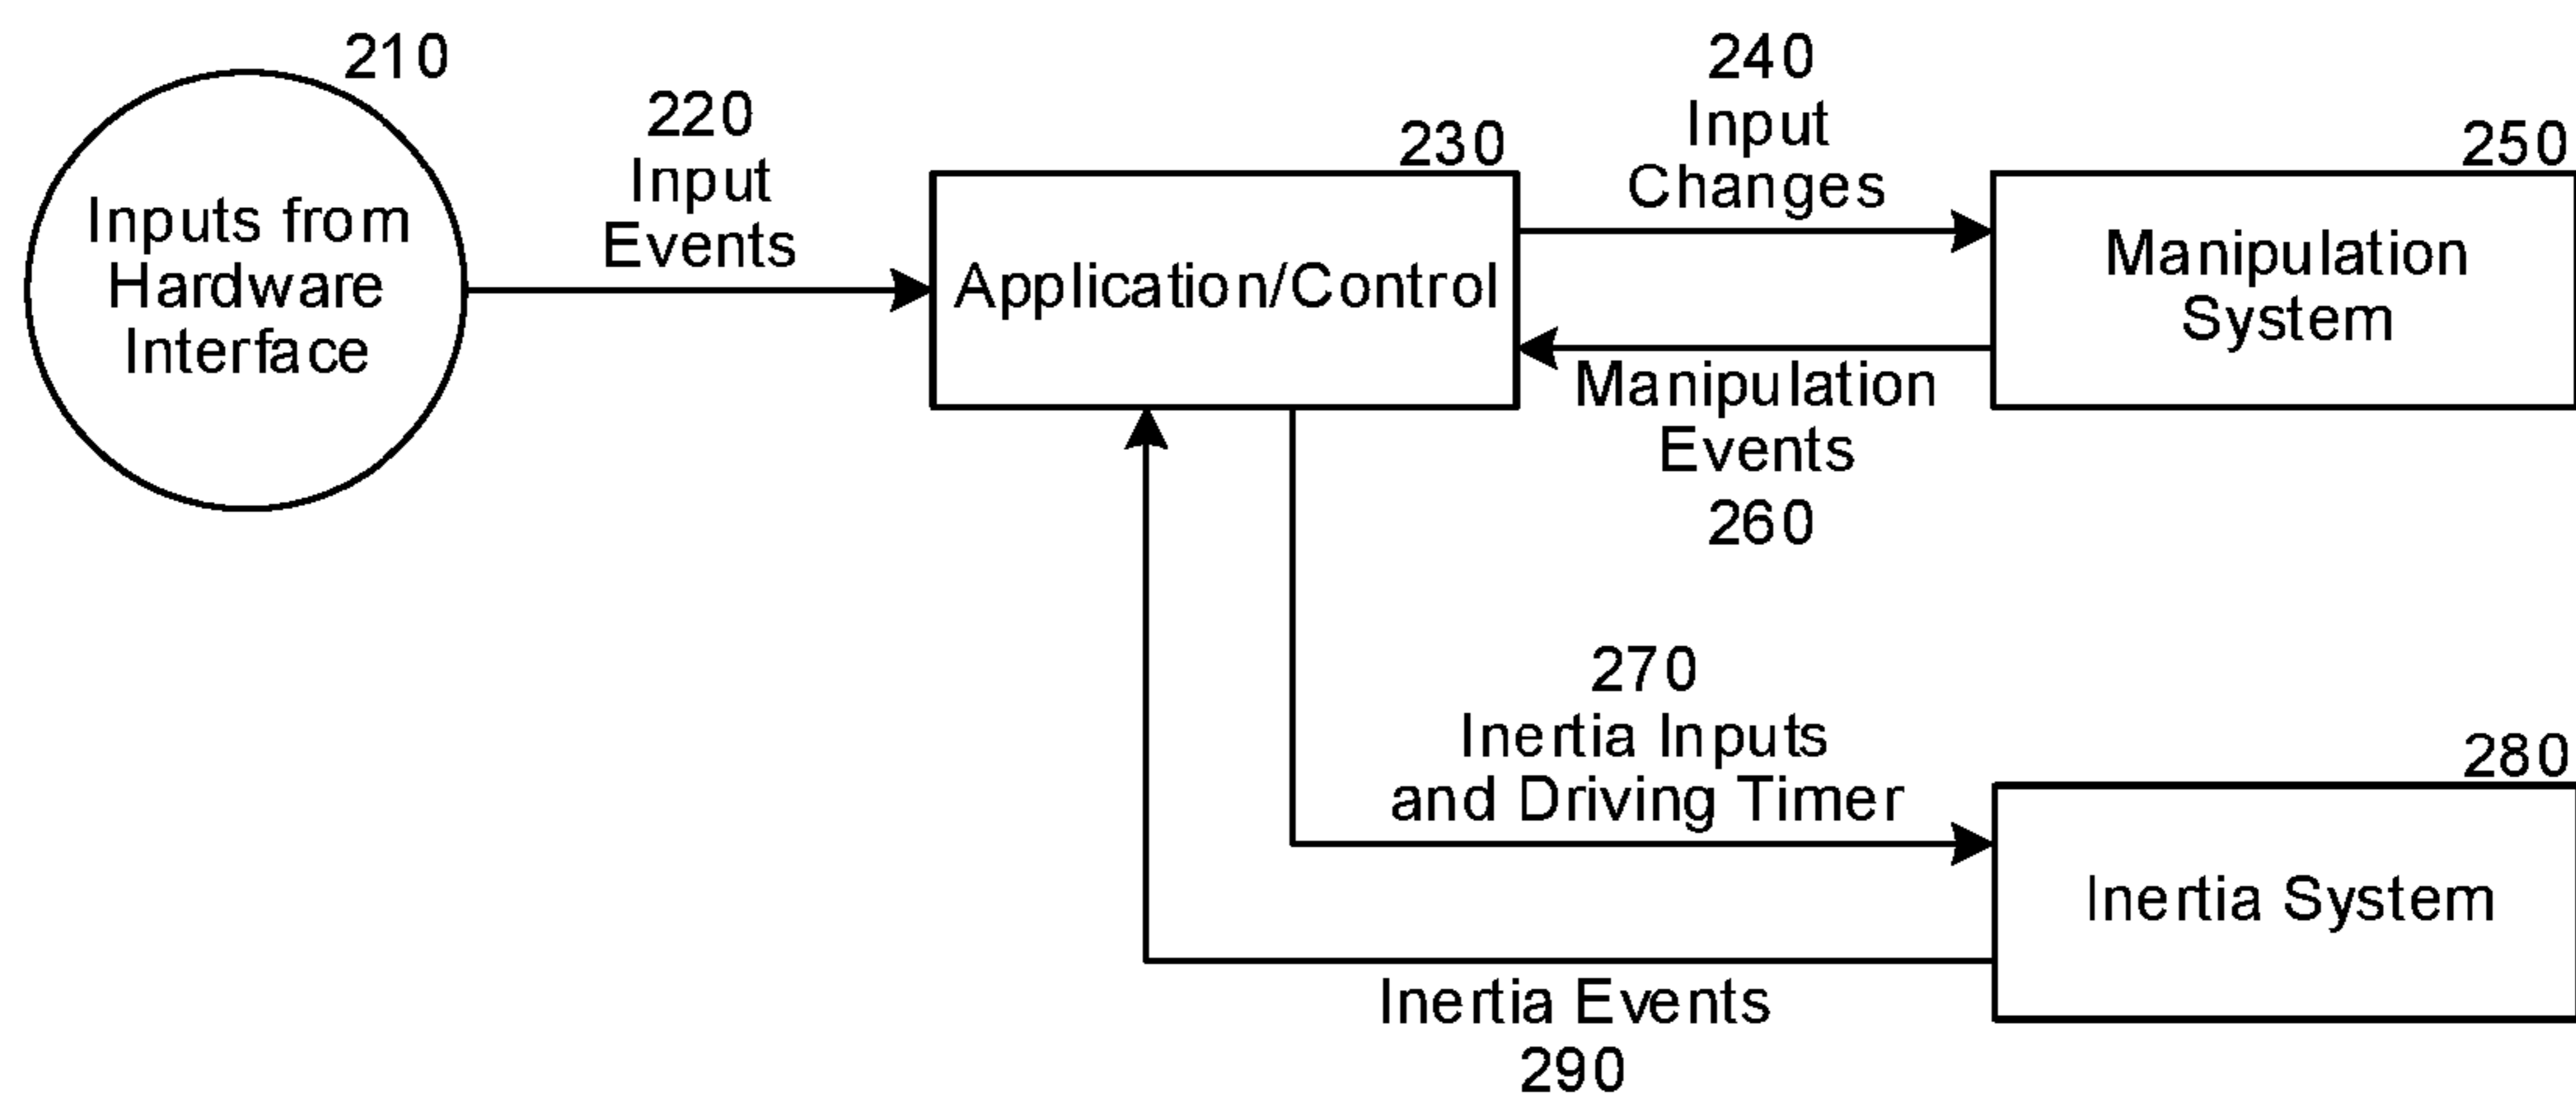 210
Inputs from
Hardware
Interface
220
Input
Events
230
Application/Control
240
Input
Changes
250
Manipulation
System
Manipulation
Events
260
270
Inertia Inputs
and Driving Timer
280
Inertia System
Inertia Events
290